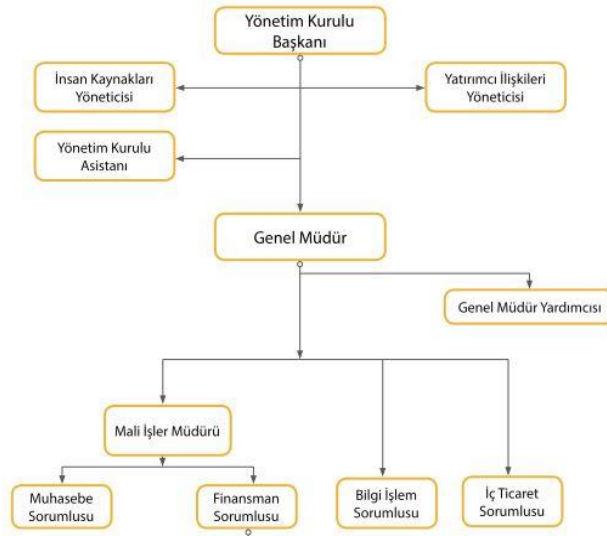 Yönetim Kurulu
Başkanı
İnsan Kaynakları
Yöneticisi
Yatırımcı İlişkileri
Yöneticisi
Yönetim Kurulu
Asistanı
Genel Müdür
Genel Müdür Yardımcısı
Mali İşler Müdürü
Muhasebe
Sorumlusu
Finansman
Sorumlusu
Bilgi İşlem
Sorumlusu
İç Ticaret
Sorumlusu